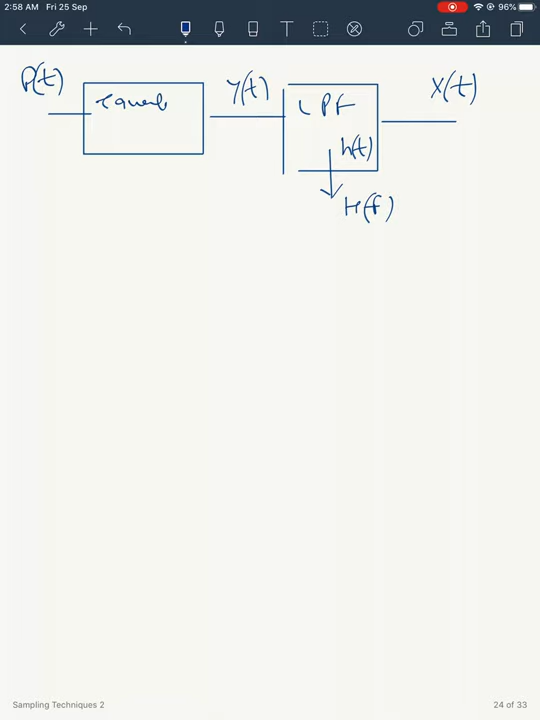 2:58 AM Fri 25 Sep
96%
P(t)
y(t)
LPF
x(t)
h(t)
H(f)
Sampling Techniques 2
24 of 33